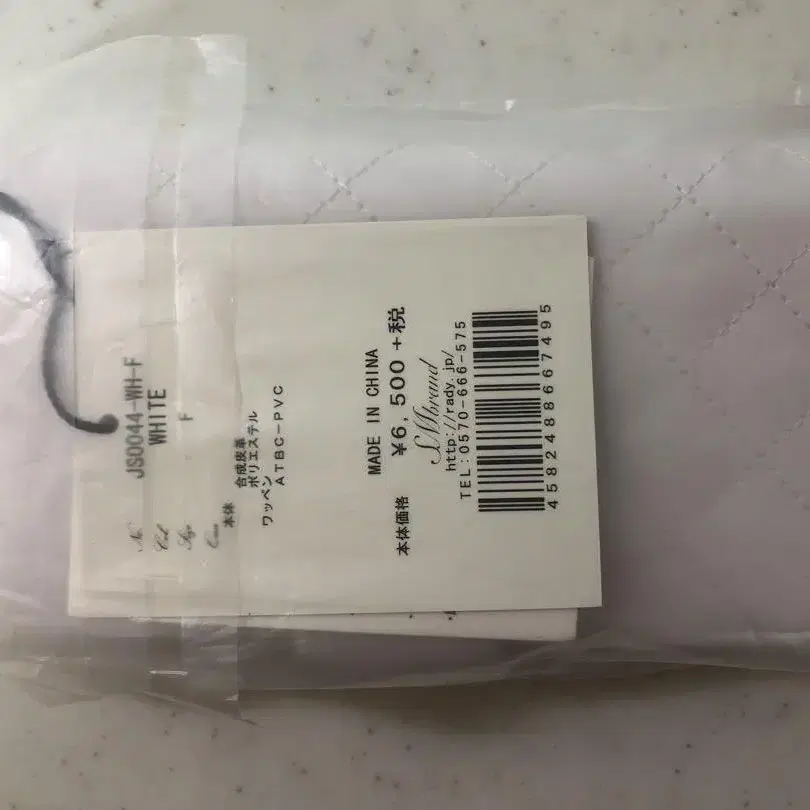 No JS0044-WH-F
Col WHITE
F
本体 合成皮革
ポリエステル
ワッペン ATBC-PVC
MADE IN CHINA
本体価格 ¥6,500+税
http://rady.jp/
TEL:0570-666-575
4582488667495